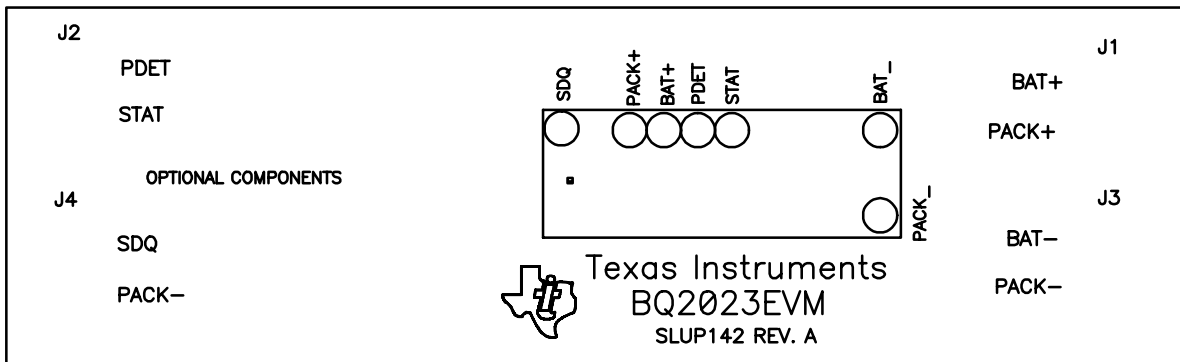 J2
PDET
STAT
OPTIONAL COMPONENTS
J4
SDQ
PACK-
SDQ
PACK+
BAT+
PDET
STAT
BAT_
PACK_
Texas Instruments
BQ2023EVM
SLUP142 REV. A
J1
BAT+
PACK+
J3
BAT-
PACK-